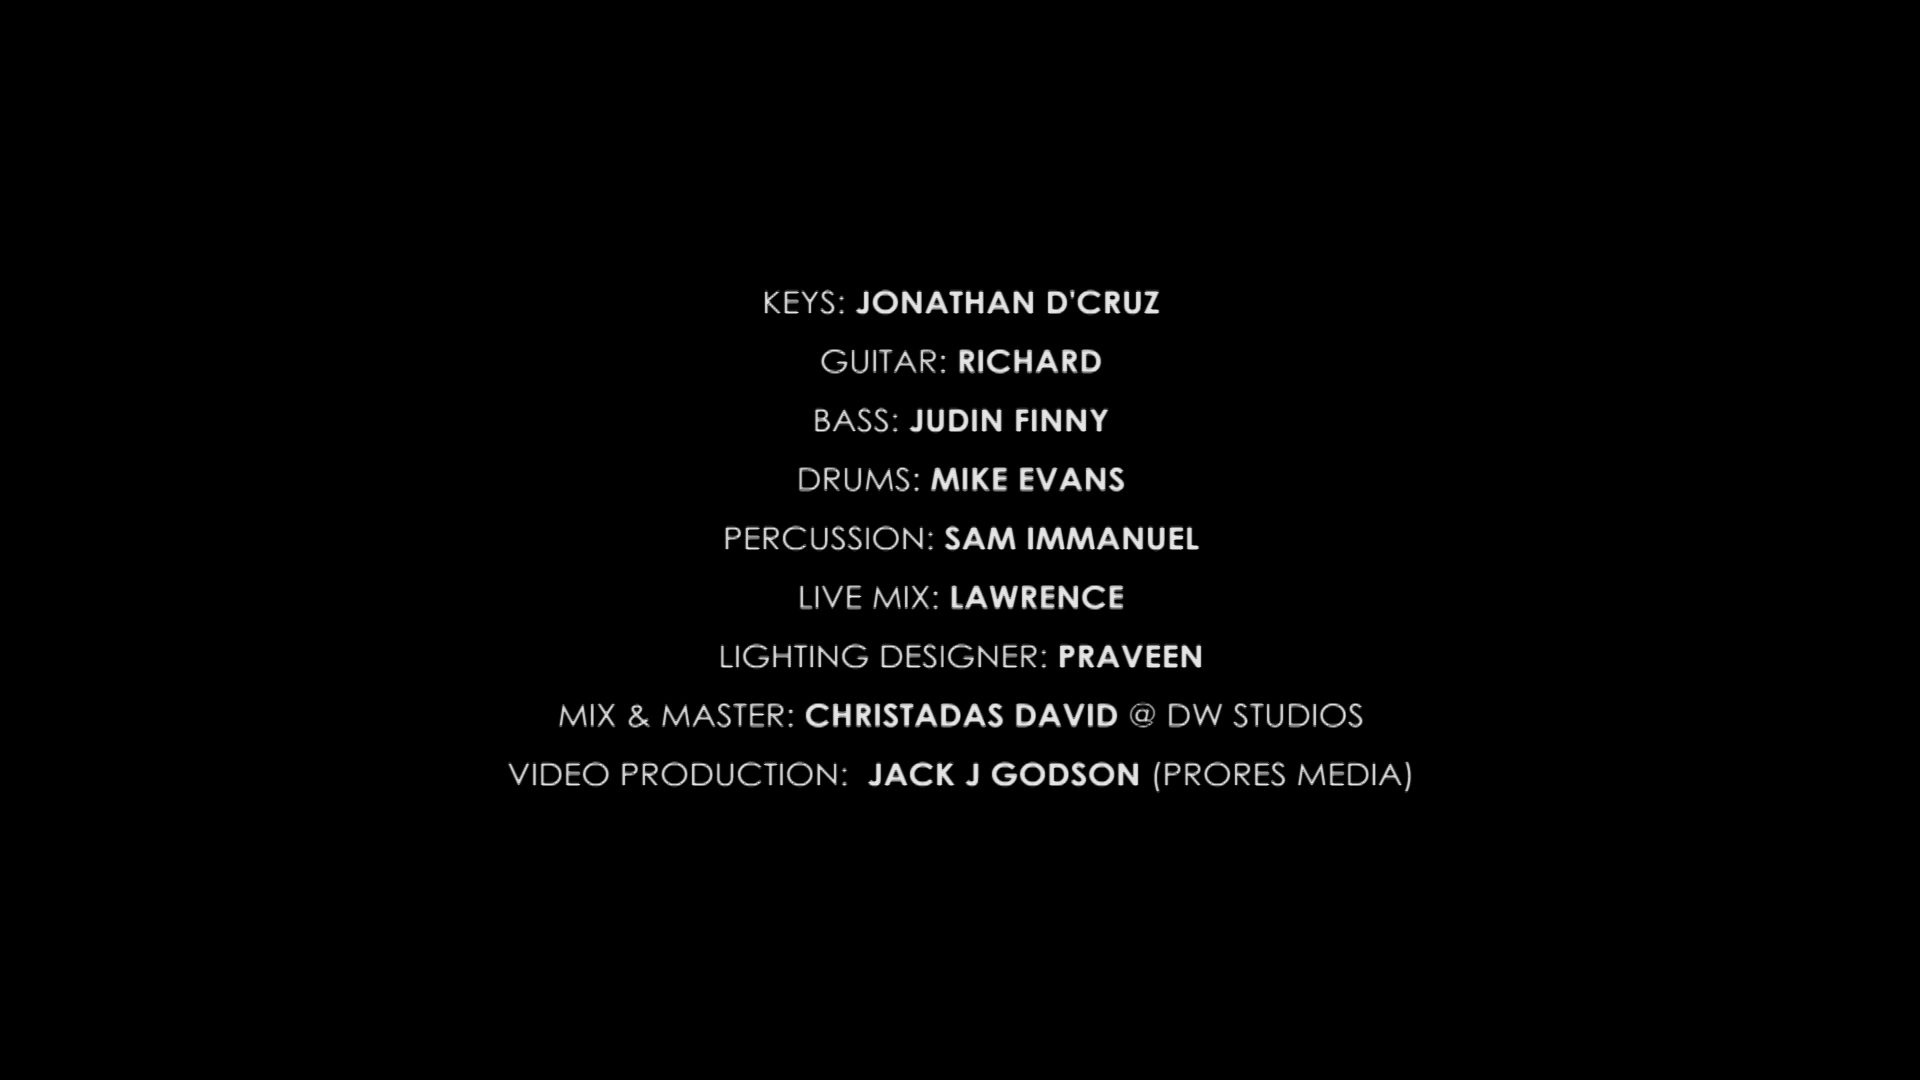 KEYS: JONATHAN D'CRUZ
GUITAR: RICHARD
BASS: JUDIN FINNY
DRUMS: MIKE EVANS
PERCUSSION: SAM IMMANUEL
LIVE MIX: LAWRENCE
LIGHTING DESIGNER: PRAVEEN
MIX & MASTER: CHRISTADAS DAVID @ DW STUDIOS
VIDEO PRODUCTION:  JACK J GODSON (PRORES MEDIA)